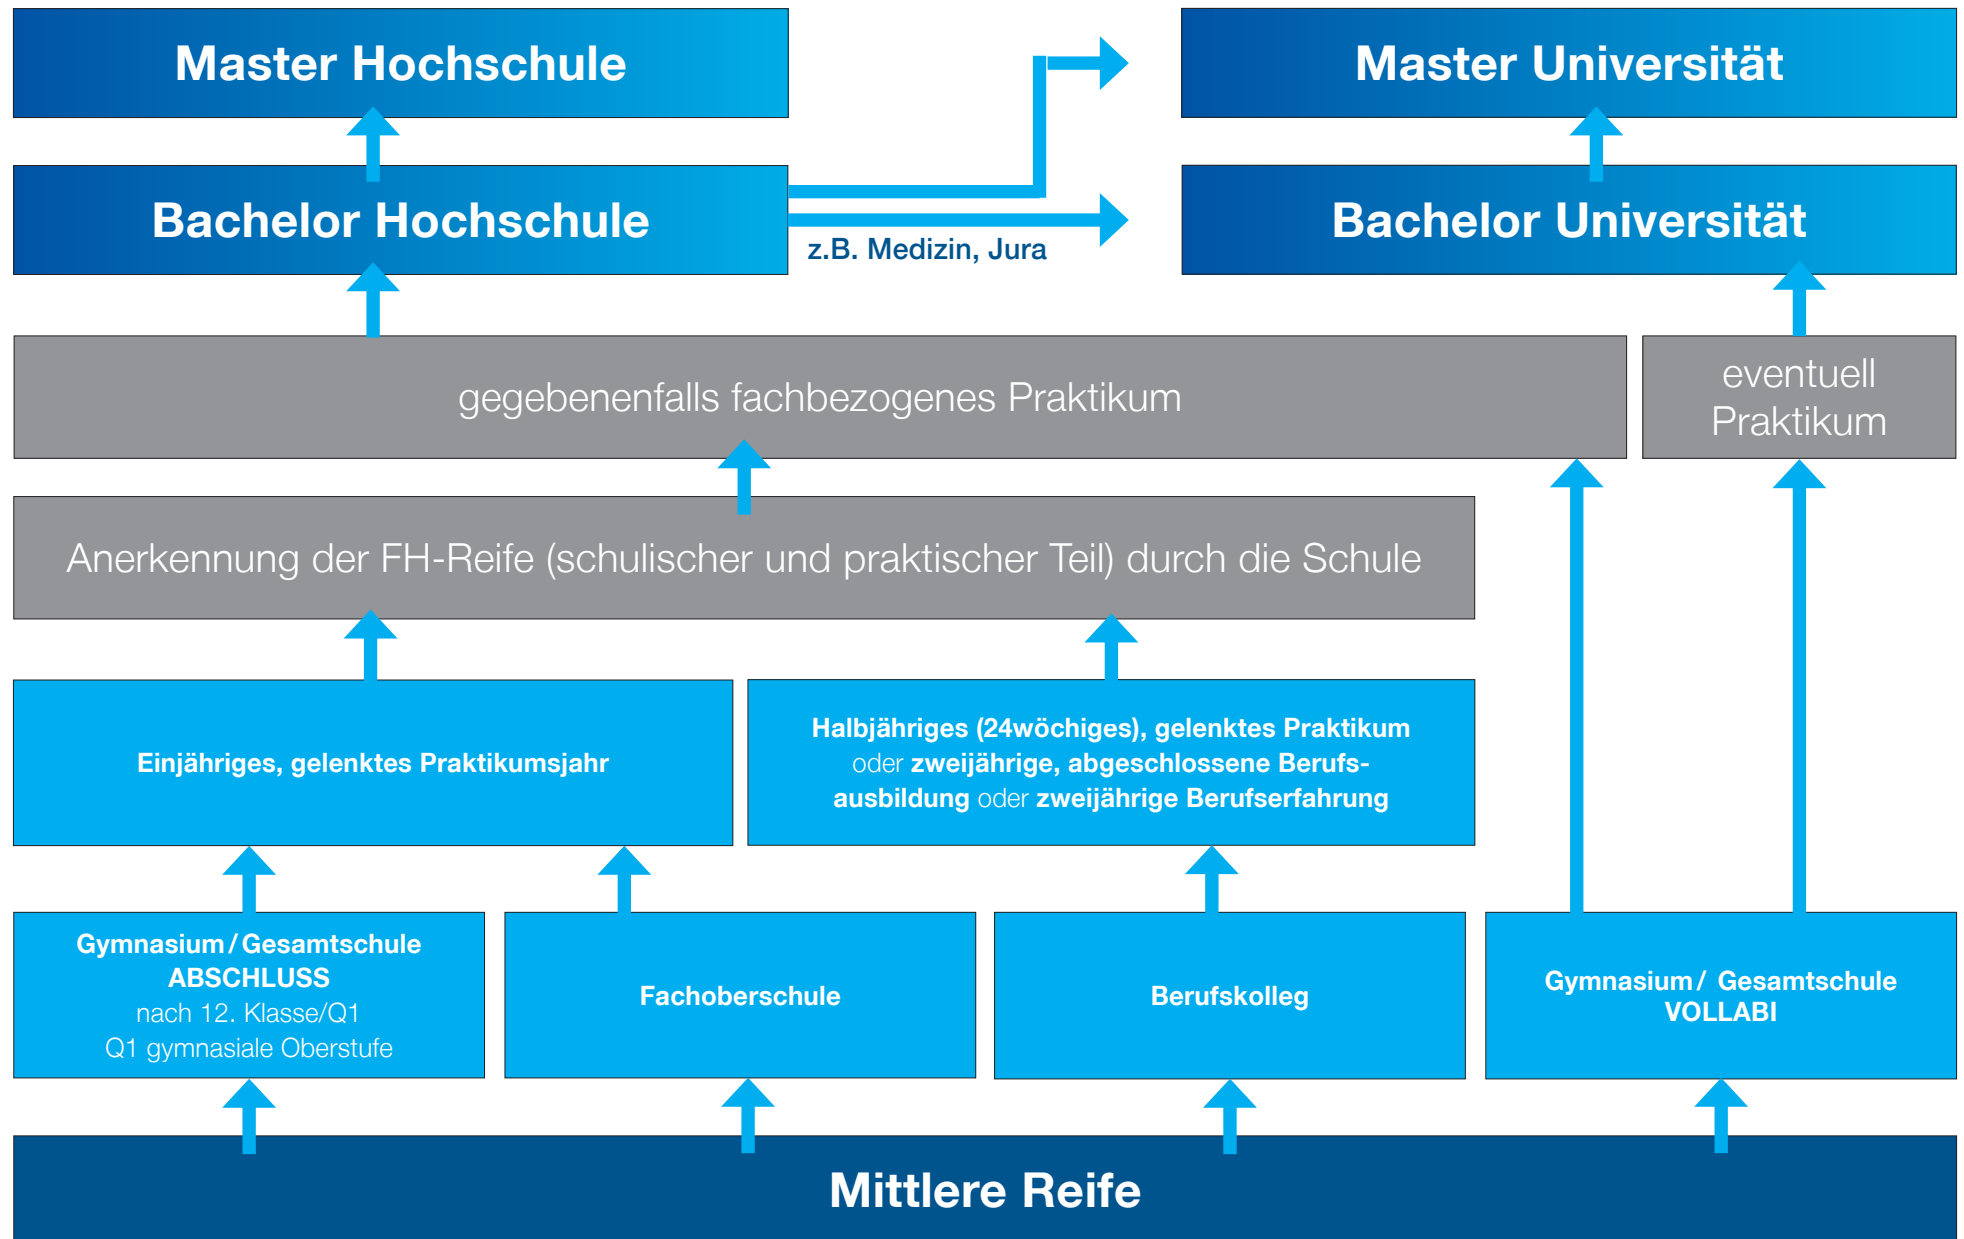 Master Hochschule
Master Universität
Bachelor Hochschule
z.B. Medizin, Jura
Bachelor Universität
gegebenenfalls fachbezogenes Praktikum
eventuell
Praktikum
Anerkennung der FH-Reife (schulischer und praktischer Teil) durch die Schule
Einjähriges, gelenktes Praktikumsjahr
Halbjähriges (24wöchiges), gelenktes Praktikum
oder zweijährige, abgeschlossene Berufs-
ausbildung oder zweijährige Berufserfahrung
Gymnasium / Gesamtschule
ABSCHLUSS
nach 12. Klasse/Q1
Q1 gymnasiale Oberstufe
Fachoberschule
Berufskolleg
Gymnasium / Gesamtschule
VOLLABI
Mittlere Reife